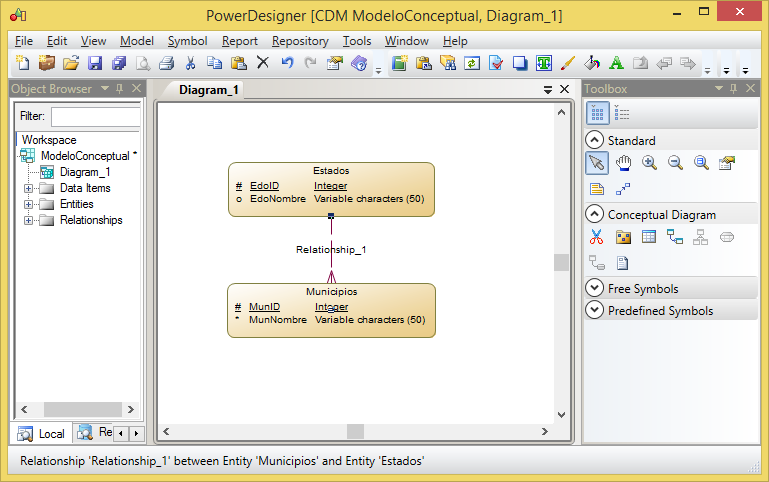 PowerDesigner [CDM ModeloConceptual, Diagram_1]
File Edit View Model Symbol Report Repository Tools Window Help
Object Browser
Filter:
Workspace
ModeloConceptual *
Diagram_1
Data Items
Entities
Relationships
Local
Re
Diagram_1
Estados
# EdoID Integer
o EdoNombre Variable characters (50)
Relationship_1
Municipios
# MunID Integer
* MunNombre Variable characters (50)
Toolbox
Standard
Conceptual Diagram
Free Symbols
Predefined Symbols
Relationship 'Relationship_1' between Entity 'Municipios' and Entity 'Estados'